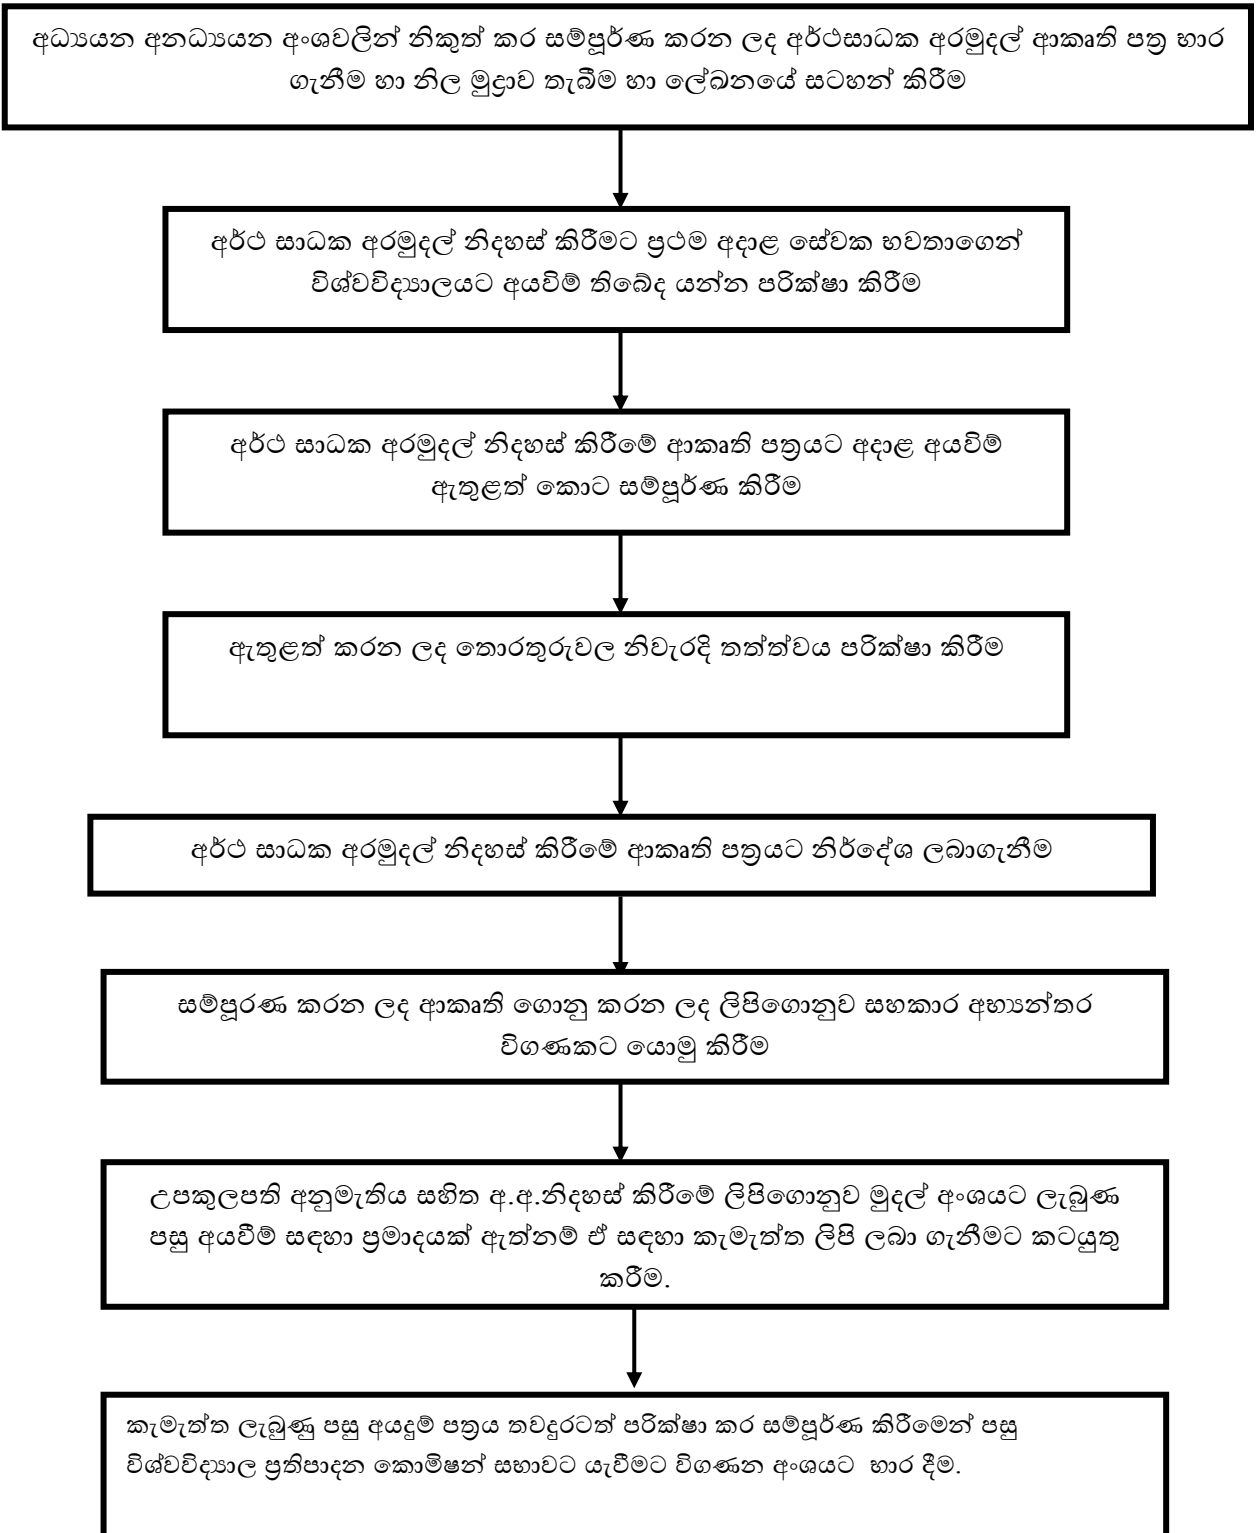 අධ්‍යයන අනධ්‍යයන අංශවලින් නිකුත් කර සම්පූර්ණ කරන ලද අර්ථසාධක අරමුදල් ආකෘති පත්‍ර භාර
ගැනීම හා නිල මුද්‍රාව තැබීම හා ලේඛනයේ සටහන් කිරීම
අර්ථ සාධක අරමුදල් නිදහස් කිරීමට ප්‍රථම අදාළ සේවක භවතාගෙන්
විශ්වවිද්‍යාලයට අයවිම් තිබේද යන්න පරික්ෂා කිරීම
අර්ථ සාධක අරමුදල් නිදහස් කිරීමේ ආකෘති පත්‍රයට අදාළ අයවිම්
ඇතුළත් කොට සම්පූර්ණ කිරීම
ඇතුළත් කරන ලද තොරතුරුවල නිවැරදි තත්ත්වය පරික්ෂා කිරීම
අර්ථ සාධක අරමුදල් නිදහස් කිරීමේ ආකෘති පත්‍රයට නිර්දේශ ලබාගැනීම
සම්පූරණ කරන ලද ආකෘති ගොනු කරන ලද ලිපිගොනුව සහකාර අභ්‍යන්තර
විගණකට යොමු කිරීම
උපකුලපති අනුමැතිය සහිත අ.අ.නිදහස් කිරීමේ ලිපිගොනුව මුදල් අංශයට ලැබුණ
පසු අයවීම් සඳහා ප්‍රමාදයක් ඇත්නම් ඒ සඳහා කැමැත්ත ලිපි ලබා ගැනීමට කටයුතු
කරීම.
කැමැත්ත ලැබුණු පසු අයදුම් පත්‍රය තවදුරටත් පරික්ෂා කර සම්පූර්ණ කිරීමෙන් පසු
විශ්වවිද්‍යාල ප්‍රතිපාදන කොමිෂන් සභාවට යැවීමට විගණන අංශයට  භාර දීම.